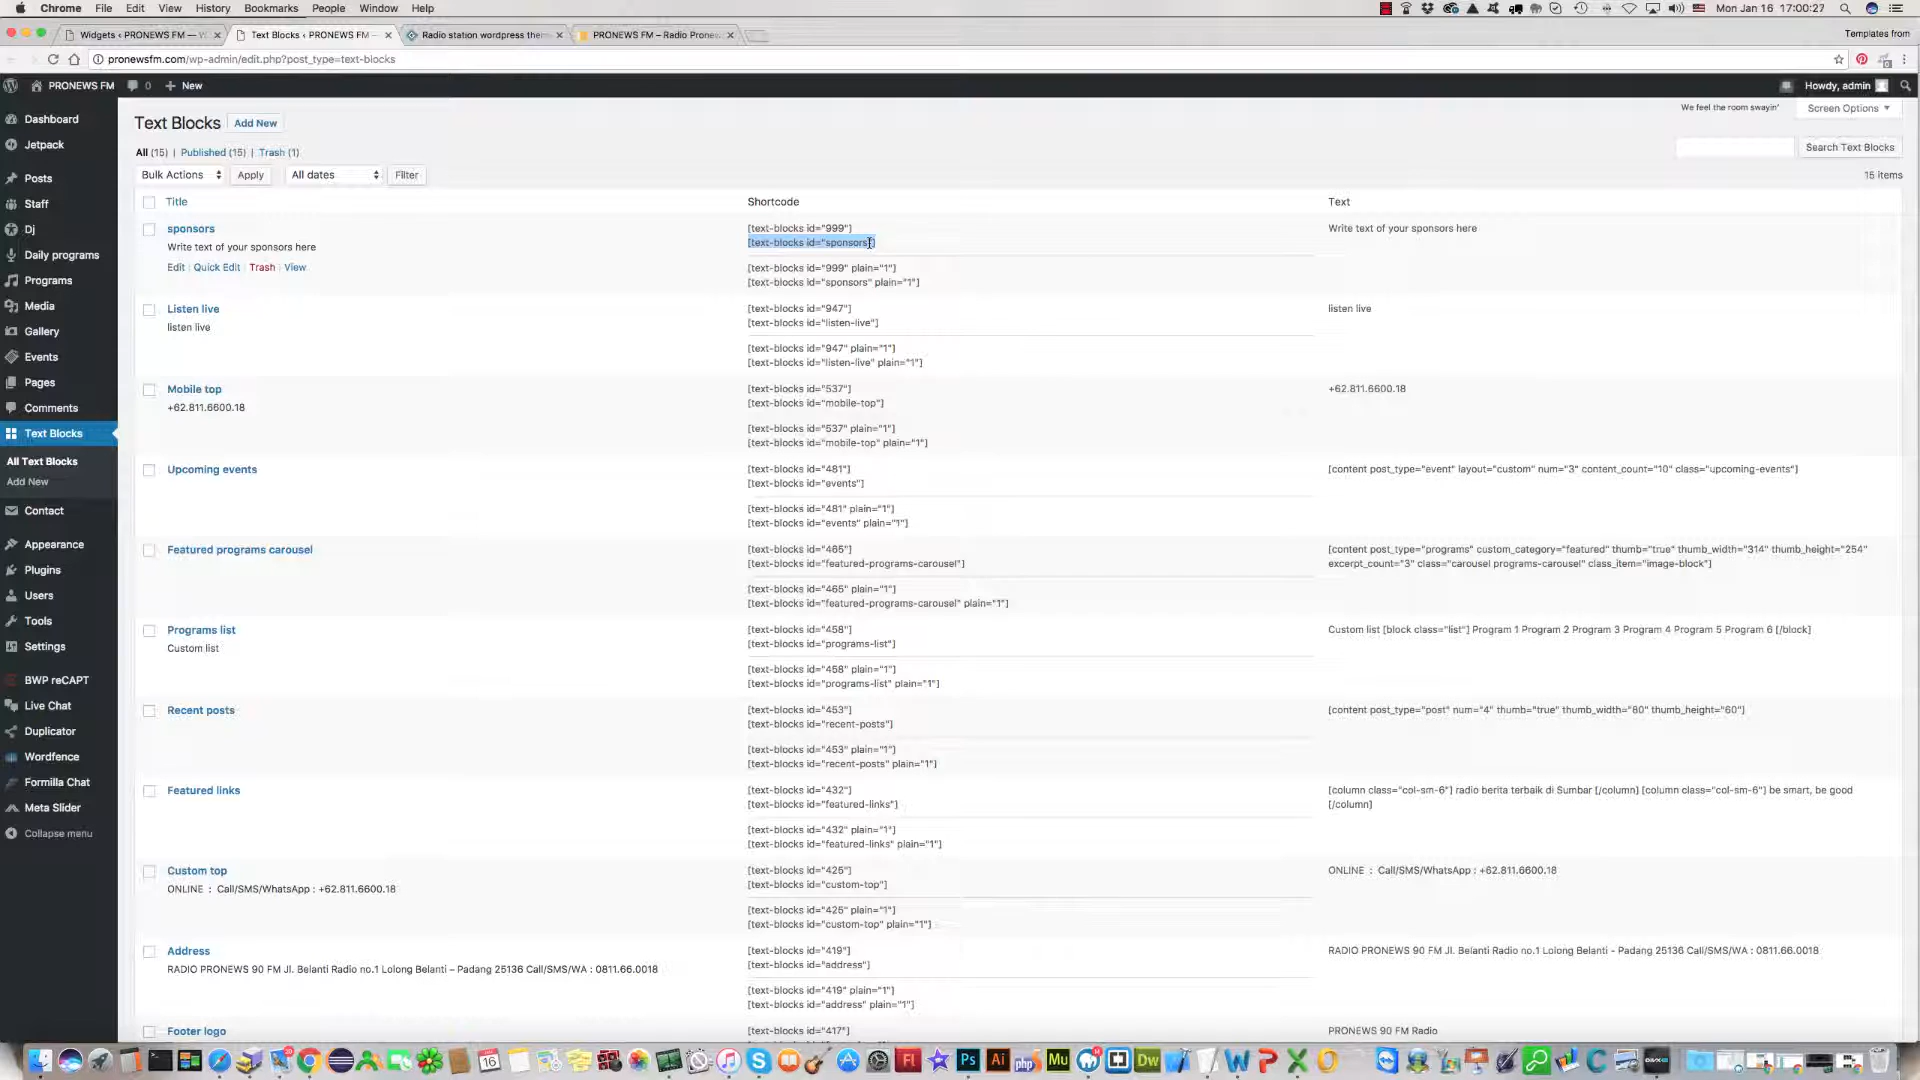 Chrome File Edit View History Bookmarks People Window Help Mon Jan 16 17:00:27
Widgets ‹ PRONEWS FM — W Text Blocks ‹ PRONEWS FM — Radio station wordpress them PRONEWS FM – Radio Pronew Templates from
pronewsfm.com/wp-admin/edit.php?post_type=text-blocks
PRONEWS FM 0 New Howdy, admin
We feel the room swayin' Screen Options
Dashboard
Jetpack
Posts
Staff
Dj
Daily programs
Programs
Media
Gallery
Events
Pages
Comments
Text Blocks
All Text Blocks
Add New
Contact
Appearance
Plugins
Users
Tools
Settings
BWP reCAPT
Live Chat
Duplicator
Wordfence
Formilla Chat
Meta Slider
Collapse menu
Text Blocks Add New
All (15) | Published (15) | Trash (1) Search Text Blocks
Bulk Actions Apply All dates Filter 15 items
Title Shortcode Text
sponsors [text-blocks id="999"] Write text of your sponsors here
[text-blocks id="sponsors"]
Write text of your sponsors here
Edit | Quick Edit | Trash | View [text-blocks id="999" plain="1"]
[text-blocks id="sponsors" plain="1"]
Listen live [text-blocks id="947"] listen live
listen live [text-blocks id="listen-live"]
[text-blocks id="947" plain="1"]
[text-blocks id="listen-live" plain="1"]
Mobile top [text-blocks id="537"] +62.811.6600.18
+62.811.6600.18 [text-blocks id="mobile-top"]
[text-blocks id="537" plain="1"]
[text-blocks id="mobile-top" plain="1"]
Upcoming events [text-blocks id="481"] [content post_type="event" layout="custom" num="3" content_count="10" class="upcoming-events"]
[text-blocks id="events"]
[text-blocks id="481" plain="1"]
[text-blocks id="events" plain="1"]
Featured programs carousel [text-blocks id="465"] [content post_type="programs" custom_category="featured" thumb="true" thumb_width="314" thumb_height="254"
[text-blocks id="featured-programs-carousel"] excerpt_count="3" class="carousel programs-carousel" class_item="image-block"]
[text-blocks id="465" plain="1"]
[text-blocks id="featured-programs-carousel" plain="1"]
Programs list [text-blocks id="458"] Custom list [block class="list"] Program 1 Program 2 Program 3 Program 4 Program 5 Program 6 [/block]
Custom list [text-blocks id="programs-list"]
[text-blocks id="458" plain="1"]
[text-blocks id="programs-list" plain="1"]
Recent posts [text-blocks id="453"] [content post_type="post" num="4" thumb="true" thumb_width="80" thumb_height="60"]
[text-blocks id="recent-posts"]
[text-blocks id="453" plain="1"]
[text-blocks id="recent-posts" plain="1"]
Featured links [text-blocks id="432"] [column class="col-sm-6"] radio berita terbaik di Sumbar [/column] [column class="col-sm-6"] be smart, be good
[text-blocks id="featured-links"] [/column]
[text-blocks id="432" plain="1"]
[text-blocks id="featured-links" plain="1"]
Custom top [text-blocks id="425"] ONLINE : Call/SMS/WhatsApp : +62.811.6600.18
ONLINE : Call/SMS/WhatsApp : +62.811.6600.18 [text-blocks id="custom-top"]
[text-blocks id="425" plain="1"]
[text-blocks id="custom-top" plain="1"]
Address [text-blocks id="419"] RADIO PRONEWS 90 FM Jl. Belanti Radio no.1 Lolong Belanti – Padang 25136 Call/SMS/WA : 0811.66.0018
RADIO PRONEWS 90 FM Jl. Belanti Radio no.1 Lolong Belanti – Padang 25136 Call/SMS/WA : 0811.66.0018 [text-blocks id="address"]
[text-blocks id="419" plain="1"]
[text-blocks id="address" plain="1"]
Footer logo [text-blocks id="417"] PRONEWS 90 FM Radio
16 Fl Ps Ai php Mu Dw